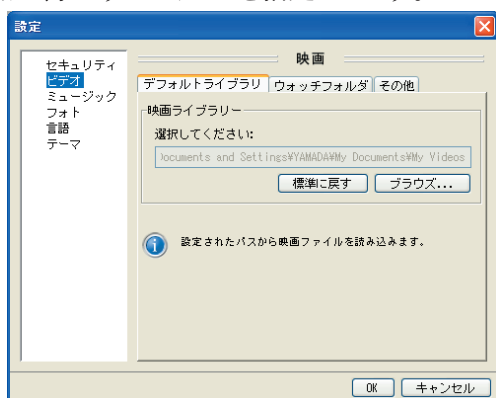 設定
セキュリティ
ビデオ
ミュージック
フォト
言語
テーマ
映画
デフォルトライブラリ ウォッチフォルダ その他
映画ライブラリー
選択してください:
ocuments and Settings¥YAMADA¥My Documents¥My Videos
標準に戻す ブラウズ...
設定されたパスから映画ファイルを読み込みます。
OK キャンセル